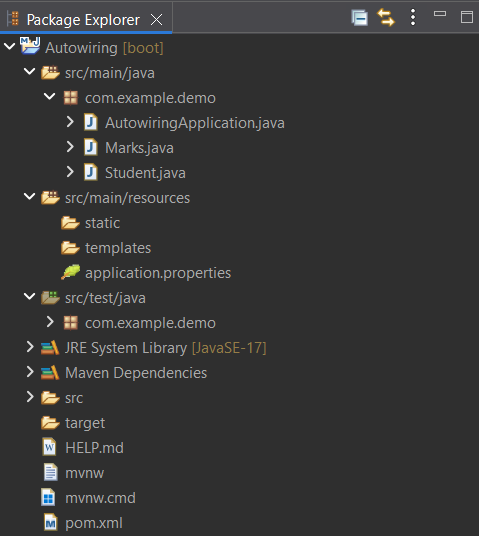 Package Explorer
Autowiring [boot]
src/main/java
com.example.demo
AutowiringApplication.java
Marks.java
Student.java
src/main/resources
static
templates
application.properties
src/test/java
com.example.demo
JRE System Library [JavaSE-17]
Maven Dependencies
src
target
HELP.md
mvnw
mvnw.cmd
pom.xml